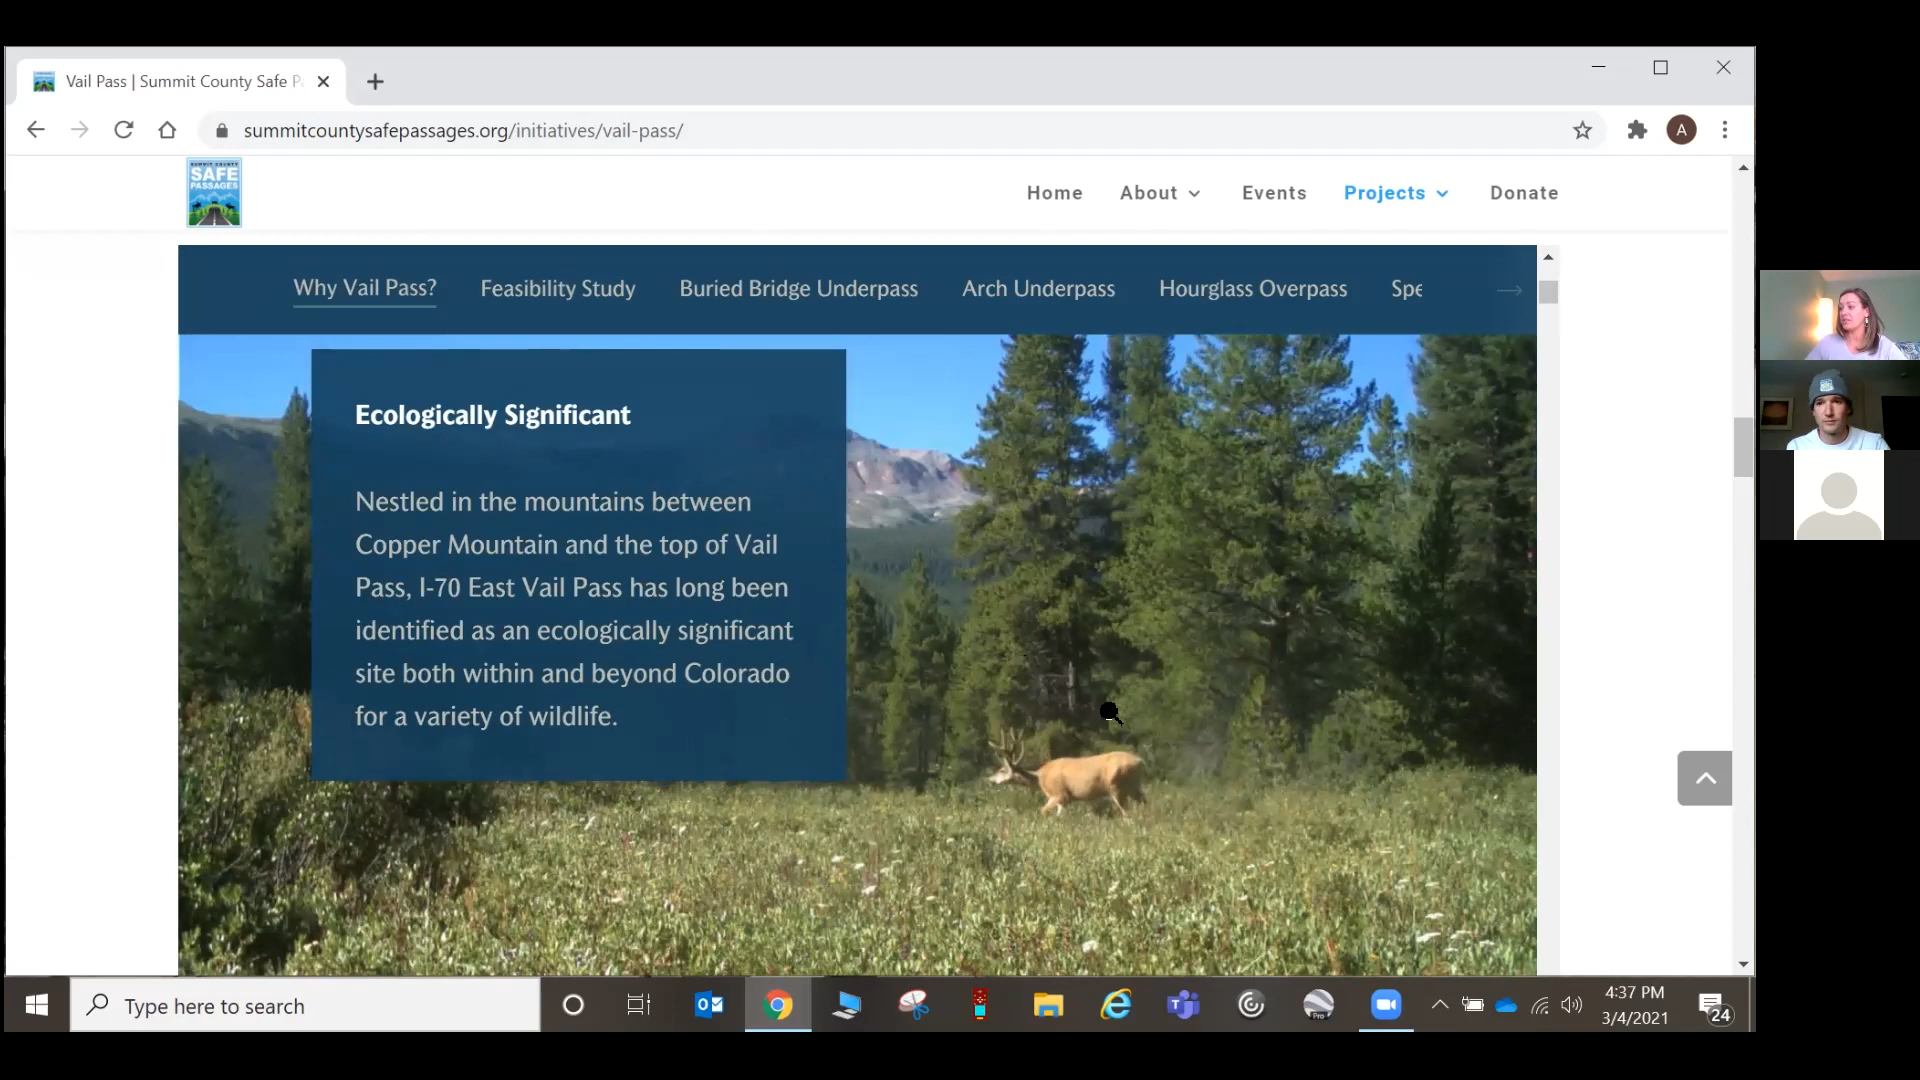 Vail Pass | Summit County Safe P
summitcountysafepassages.org/initiatives/vail-pass/
A
SUMMIT COUNTY
SAFE
PASSAGES
Home
About
Events
Projects
Donate
Why Vail Pass?
Feasibility Study
Buried Bridge Underpass
Arch Underpass
Hourglass Overpass
Spe
Ecologically Significant
Nestled in the mountains between
Copper Mountain and the top of Vail
Pass, I-70 East Vail Pass has long been
identified as an ecologically significant
site both within and beyond Colorado
for a variety of wildlife.
Type here to search
Pro
4:37 PM
3/4/2021
24